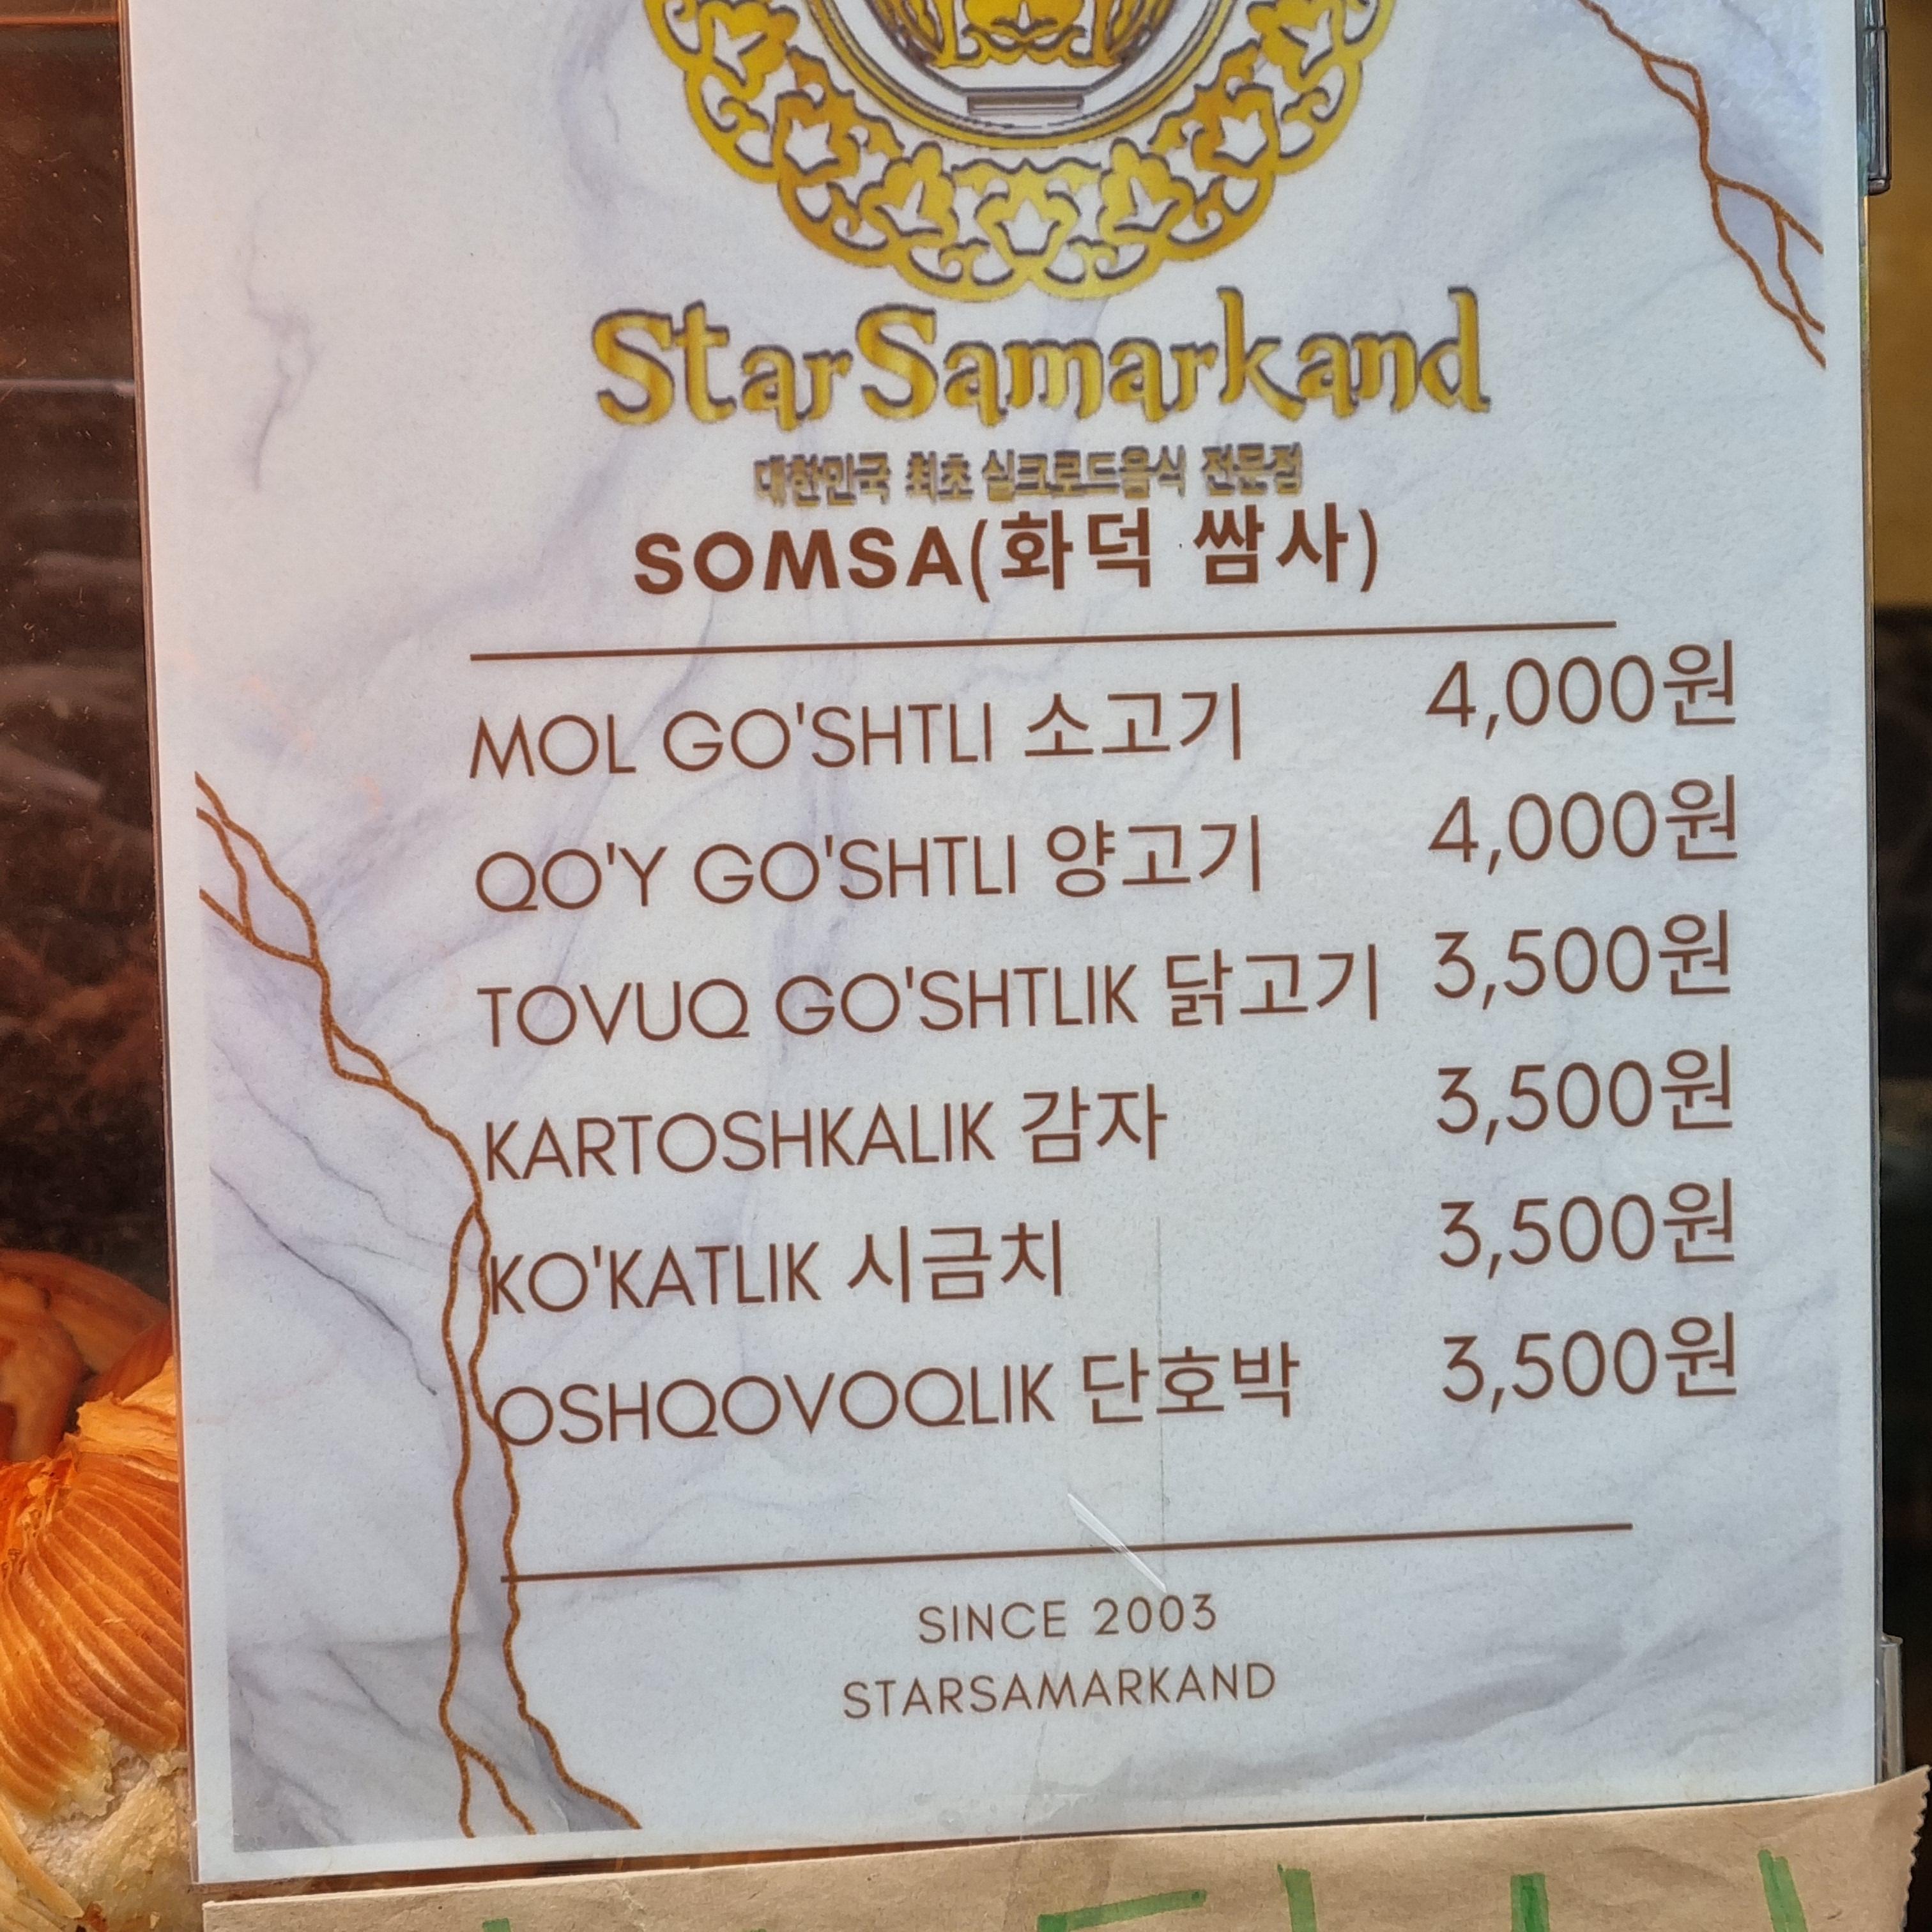 StarSamarkand
대한민국 최초 실크로드음식 전문점
SOMSA(화덕 쌈사)
MOL GO'SHTLI 소고기 4,000원
QO'Y GO'SHTLI 양고기 4,000원
TOVUQ GO'SHTLIK 닭고기 3,500원
KARTOSHKALIK 감자 3,500원
KO'KATLIK 시금치 3,500원
OSHQOVOQLIK 단호박 3,500원
SINCE 2003
STARSAMARKAND